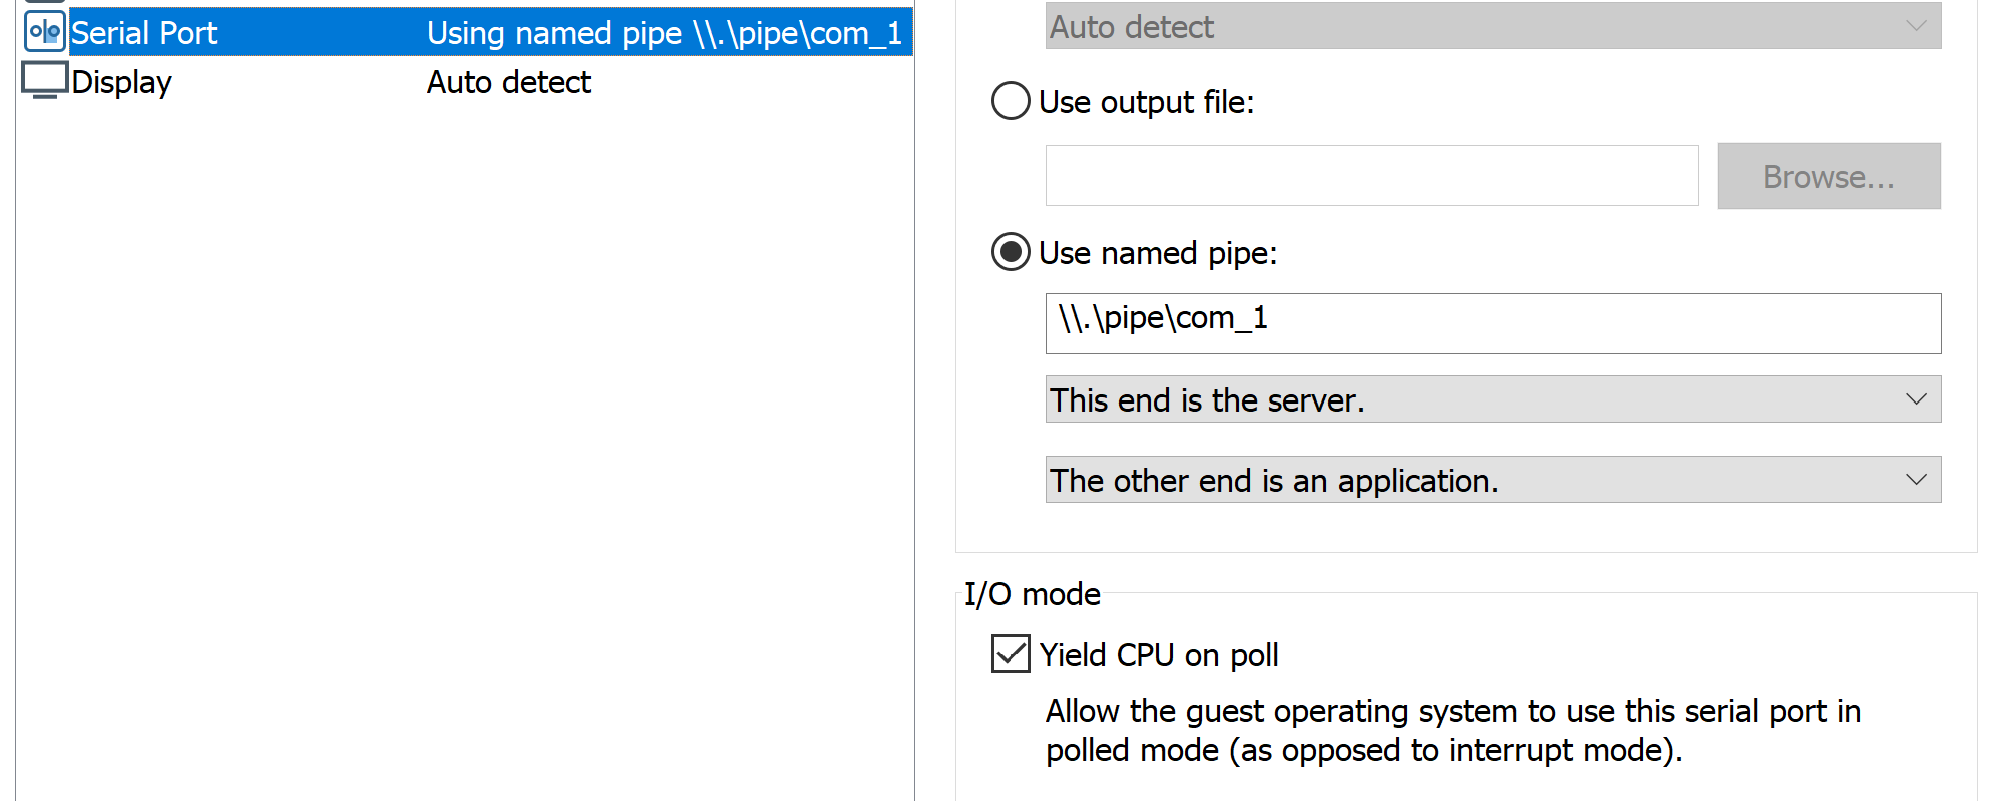 Serial Port Using named pipe \\.\pipe\com_1
Display Auto detect
Auto detect
Use output file:
Browse...
Use named pipe:
\\.\pipe\com_1
This end is the server.
The other end is an application.
I/O mode
Yield CPU on poll
Allow the guest operating system to use this serial port in
polled mode (as opposed to interrupt mode).